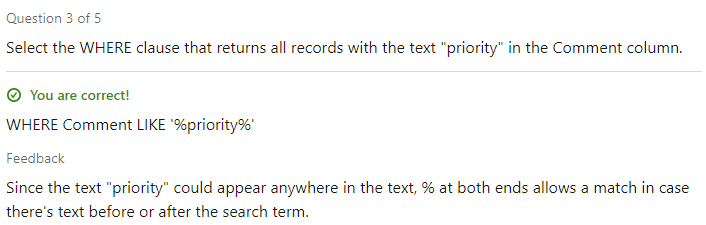 Question 3 of 5
Select the WHERE clause that returns all records with the text "priority" in the Comment column.
You are correct!
WHERE Comment LIKE '%priority%'
Feedback
Since the text "priority" could appear anywhere in the text, % at both ends allows a match in case
there's text before or after the search term.